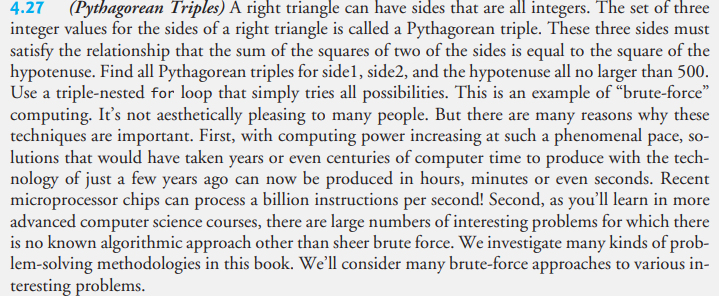 4.27 (Pythagorean Triples) A right triangle can have sides that are all integers. The set of three
integer values for the sides of a right triangle is called a Pythagorean triple. These three sides must
satisfy the relationship that the sum of the squares of two of the sides is equal to the square of the
hypotenuse. Find all Pythagorean triples for side1, side2, and the hypotenuse all no larger than 500.
Use a triple-nested for loop that simply tries all possibilities. This is an example of “brute-force”
computing. It’s not aesthetically pleasing to many people. But there are many reasons why these
techniques are important. First, with computing power increasing at such a phenomenal pace, so-
lutions that would have taken years or even centuries of computer time to produce with the tech-
nology of just a few years ago can now be produced in hours, minutes or even seconds. Recent
microprocessor chips can process a billion instructions per second! Second, as you’ll learn in more
advanced computer science courses, there are large numbers of interesting problems for which there
is no known algorithmic approach other than sheer brute force. We investigate many kinds of prob-
lem-solving methodologies in this book. We’ll consider many brute-force approaches to various in-
teresting problems.